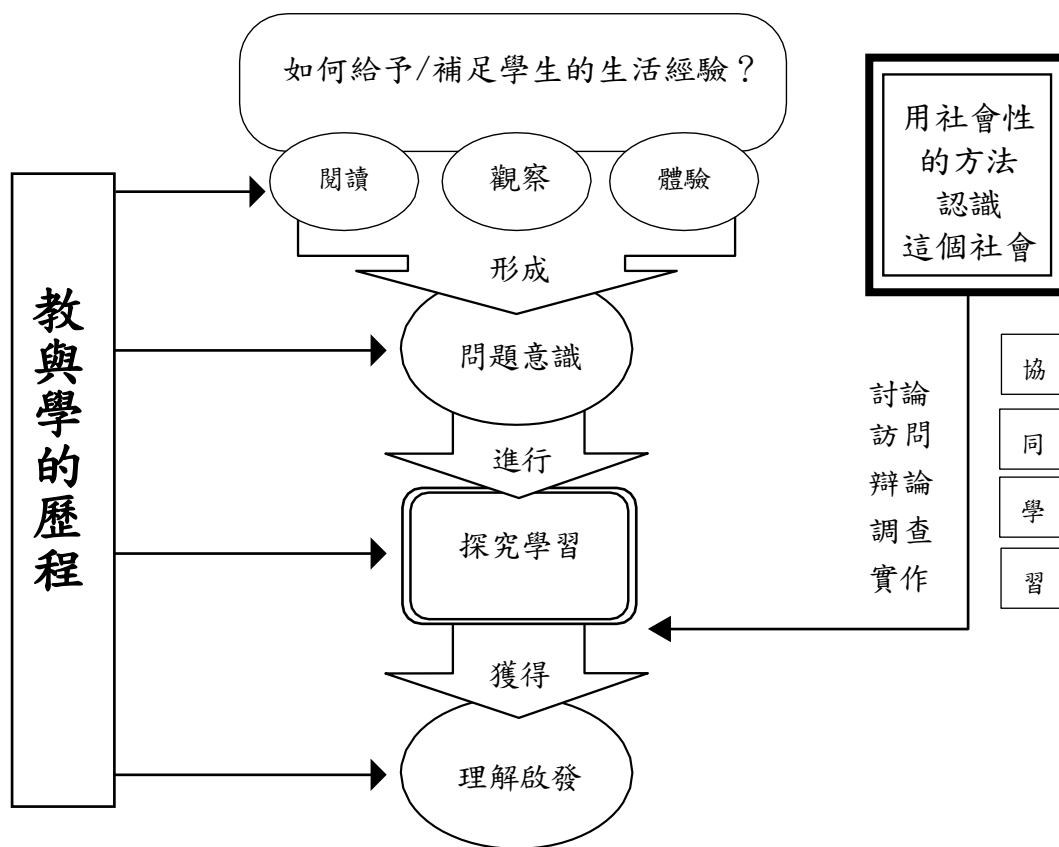 如何給予/補足學生的生活經驗？
閱讀
觀察
體驗
形成
問題意識
進行
探究學習
獲得
理解啟發
教與學的歷程
用社會性
的方法
認識
這個社會
討論
訪問
辯論
調查
實作
協
同
學
習